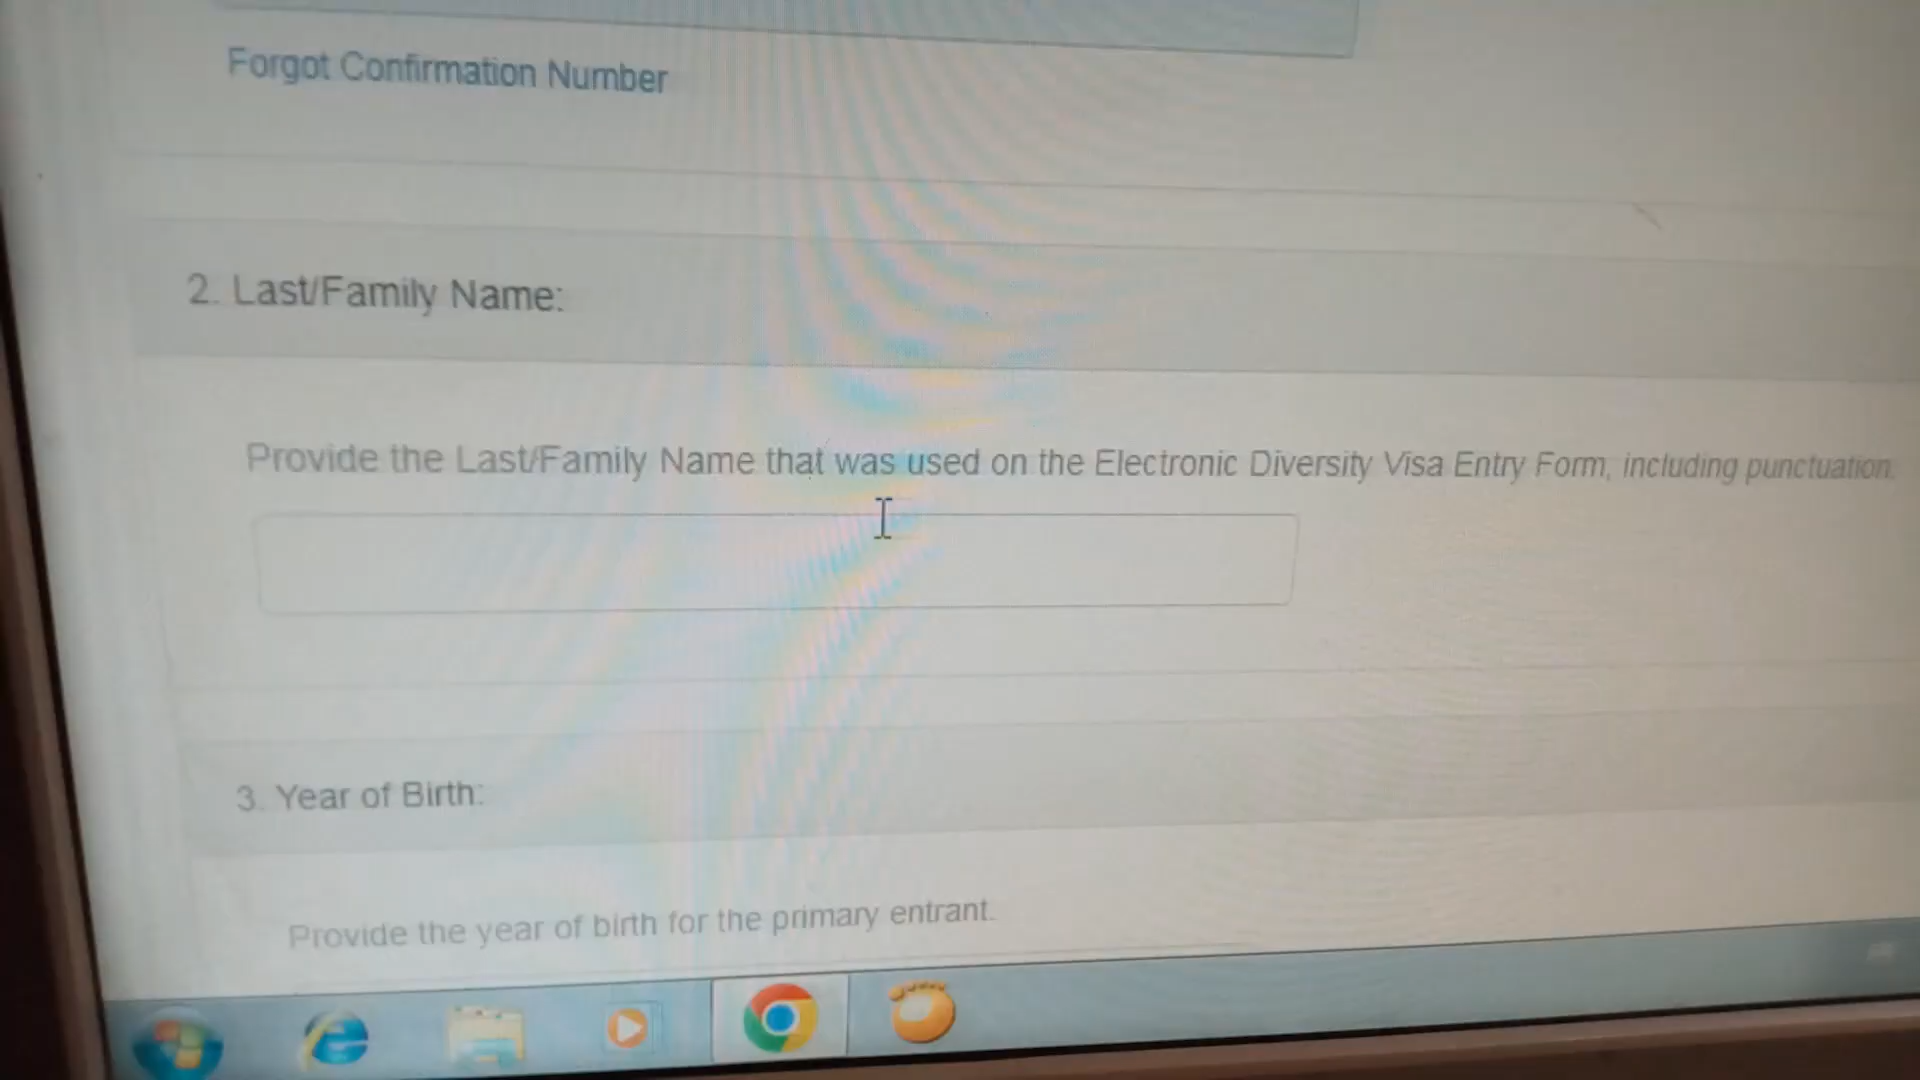 Forgot Confirmation Number
2. Last/Family Name:
Provide the Last/Family Name that was used on the Electronic Diversity Visa Entry Form, including punctuation.
3. Year of Birth:
Provide the year of birth for the primary entrant.